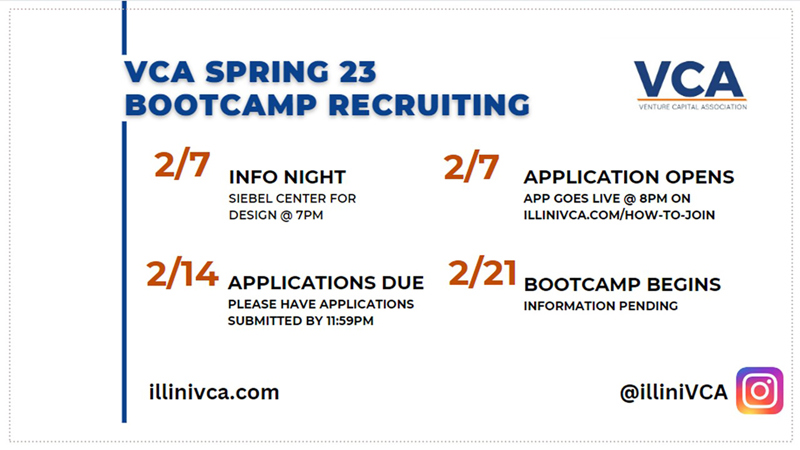 VCA SPRING 23
BOOTCAMP RECRUITING
VCA
VENTURE CAPITAL ASSOCIATION
2/7
INFO NIGHT
SIEBEL CENTER FOR
DESIGN @ 7PM
2/7
APPLICATION OPENS
APP GOES LIVE @ 8PM ON
ILLINIVCA.COM/HOW-TO-JOIN
2/14
APPLICATIONS DUE
PLEASE HAVE APPLICATIONS
SUBMITTED BY 11:59PM
2/21
BOOTCAMP BEGINS
INFORMATION PENDING
illinivca.com
@illiniVCA